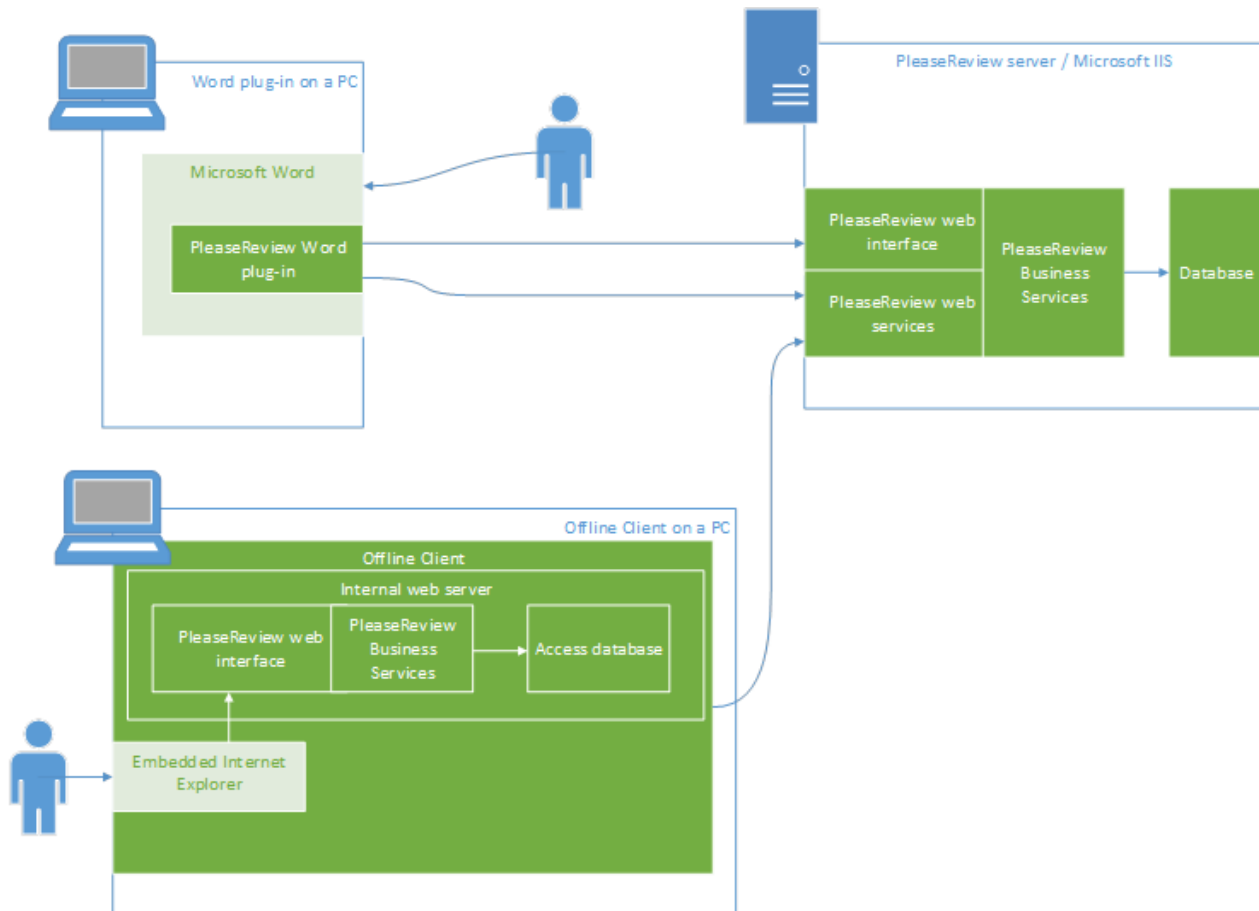 Word plug-in on a PC
Microsoft Word
PleaseReview Word
plug-in
PleaseReview server / Microsoft IIS
PleaseReview web
interface
PleaseReview web
services
PleaseReview
Business
Services
Database
Offline Client on a PC
Offline Client
Internal web server
PleaseReview web
interface
PleaseReview
Business
Services
Access database
Embedded Internet
Explorer